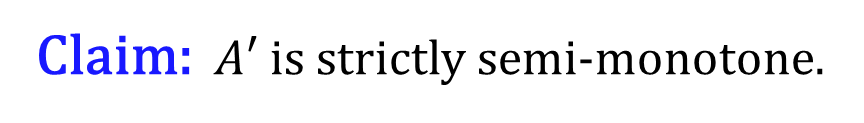 Claim: A′ is strictly semi-monotone.